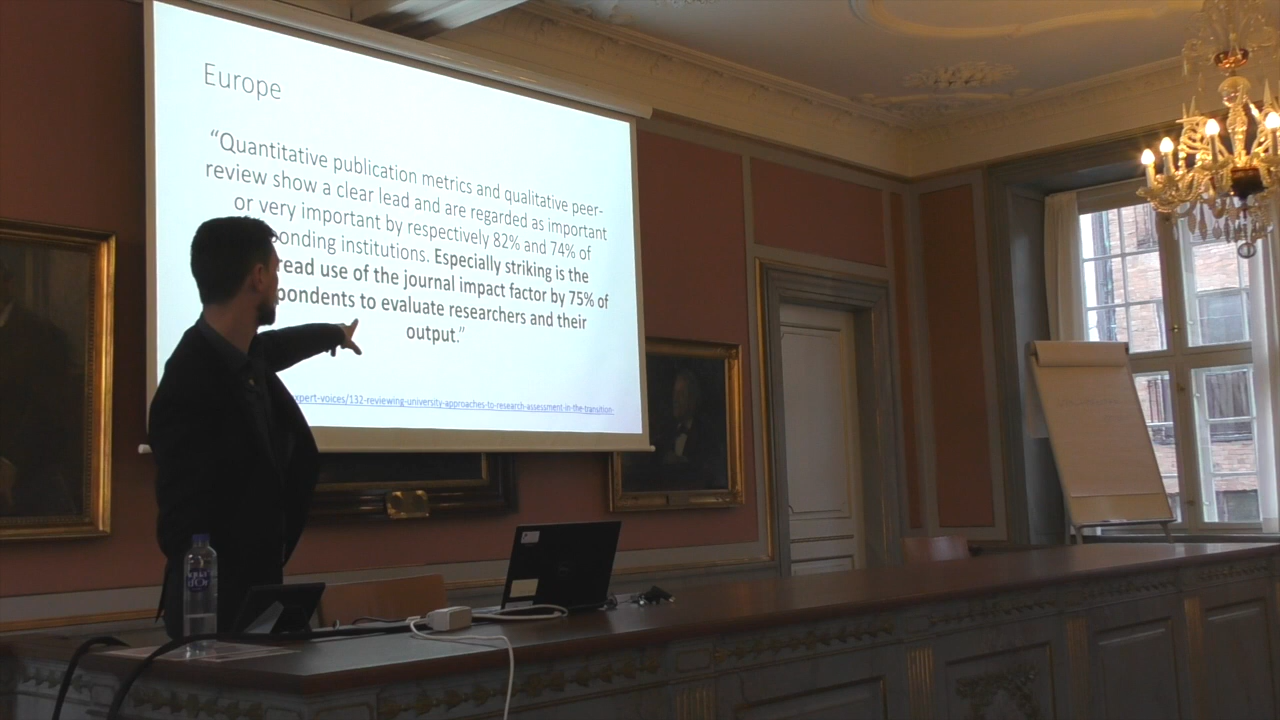 Europe
“Quantitative publication metrics and qualitative peer-
review show a clear lead and are regarded as important
or very important by respectively 82% and 74% of
ponding institutions. Especially striking is the
read use of the journal impact factor by 75% of
pondents to evaluate researchers and their
output.”
xpert-voices/132-reviewing-university-approaches-to-research-assessment-in-the-transition-
aqua
d'Or